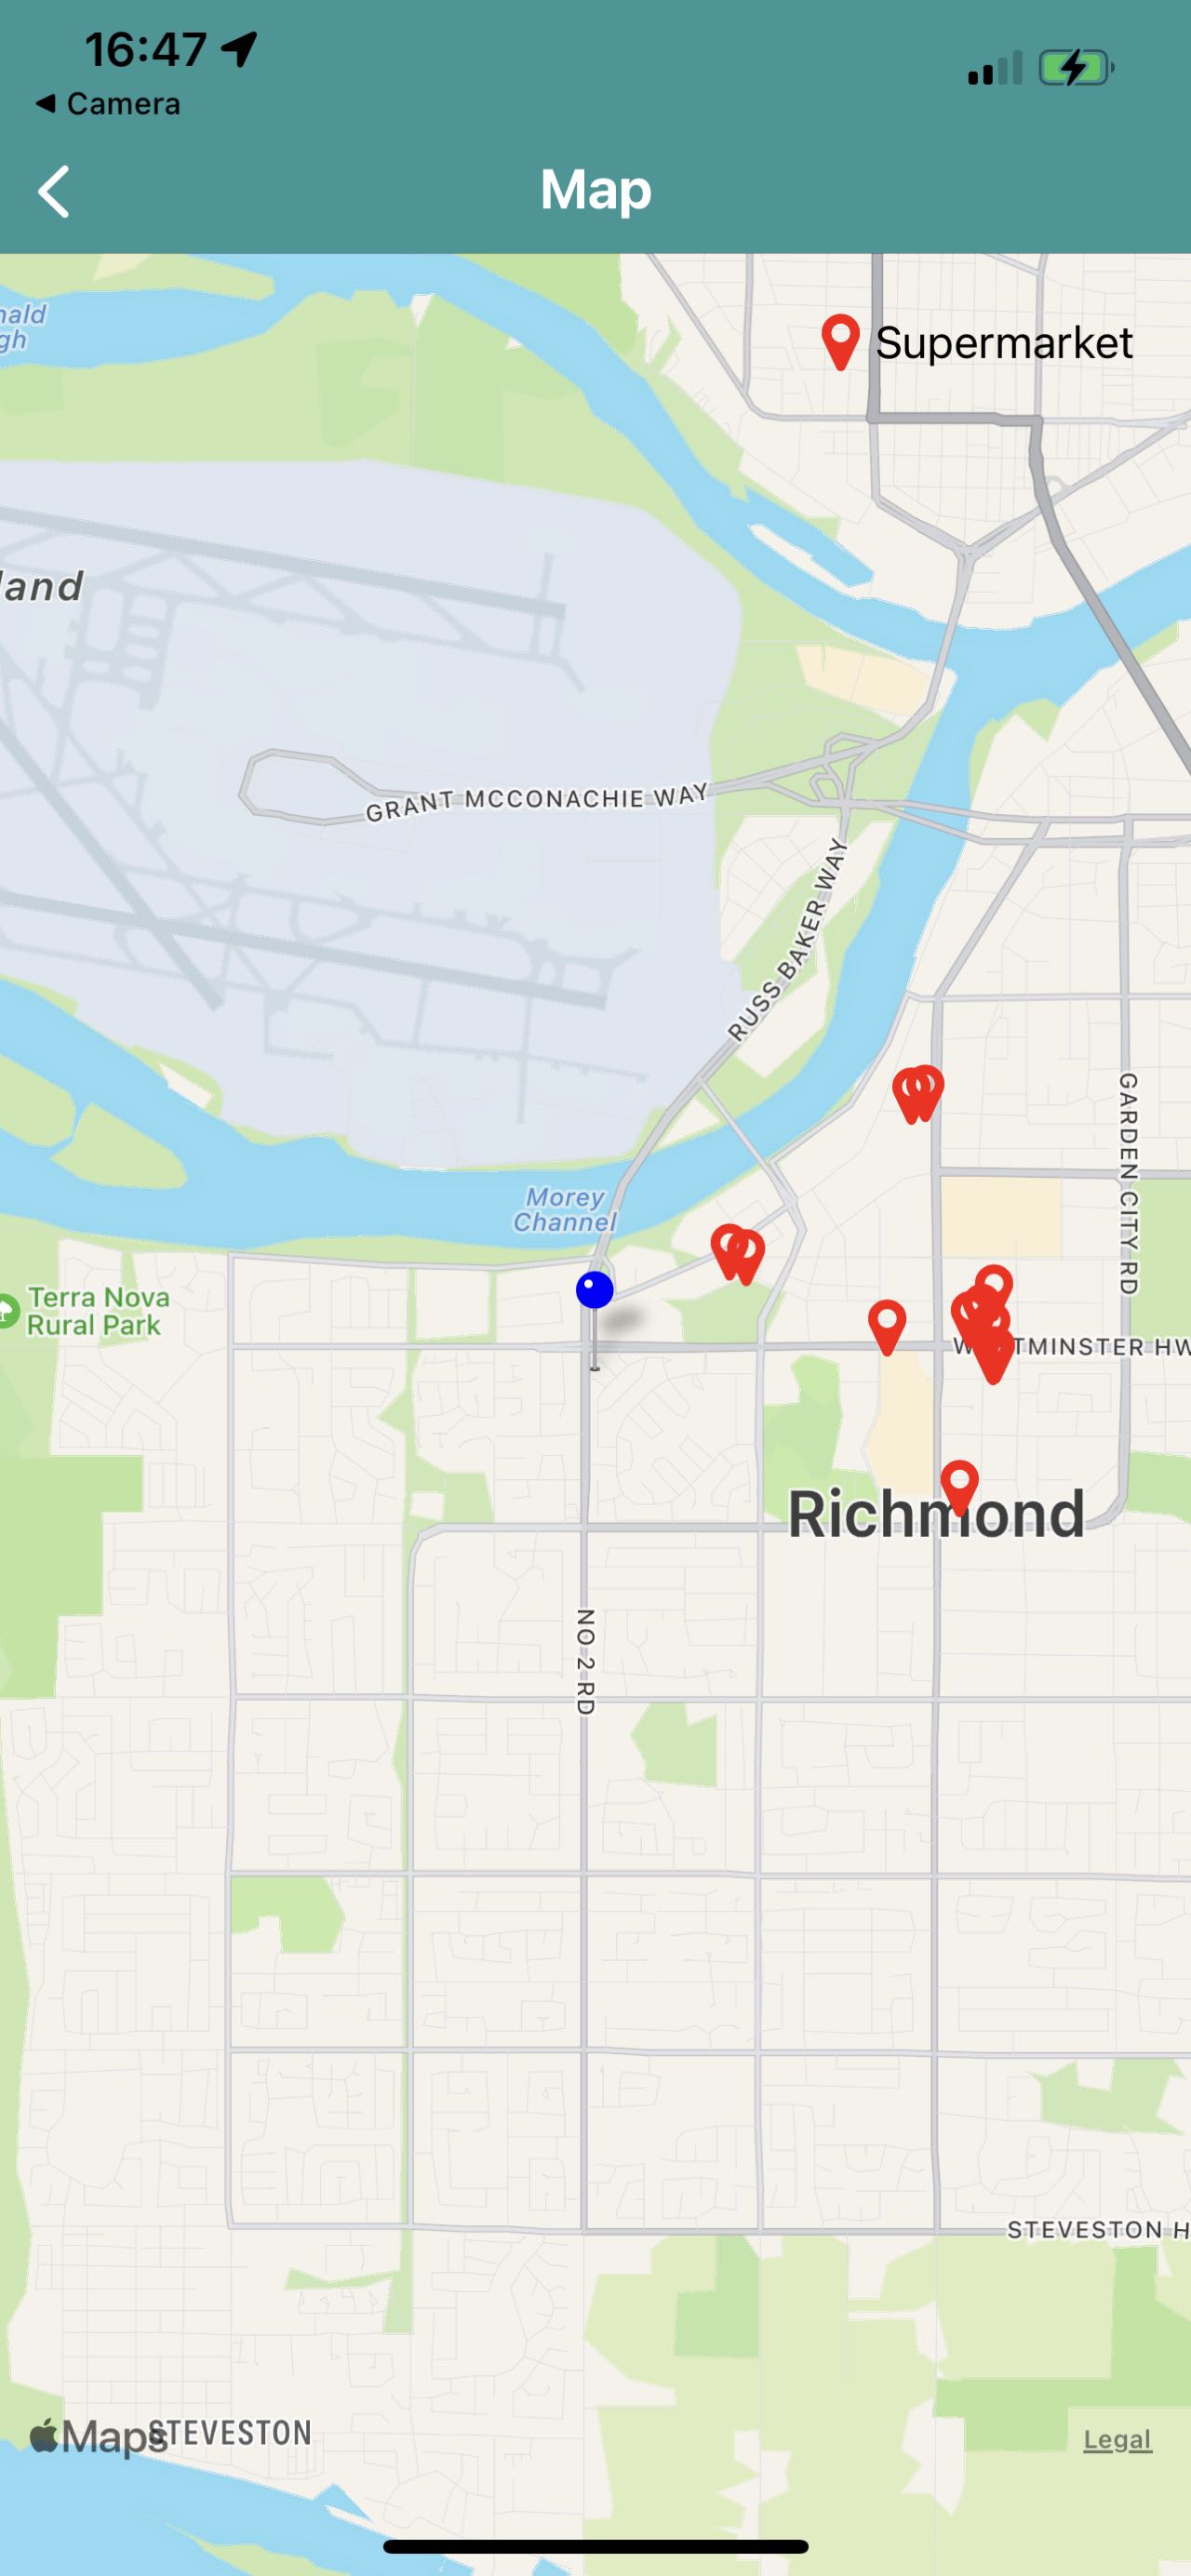 16:47
◀ Camera
Map
nald
gh
Supermarket
land
GRANT MCCONACHIE WAY
RUSS BAKER WAY
GARDEN CITY RD
Morey
Channel
Terra Nova
Rural Park
W TMINSTER HW
Richmond
NO 2 RD
STEVESTON H
Maps
STEVESTON
Legal